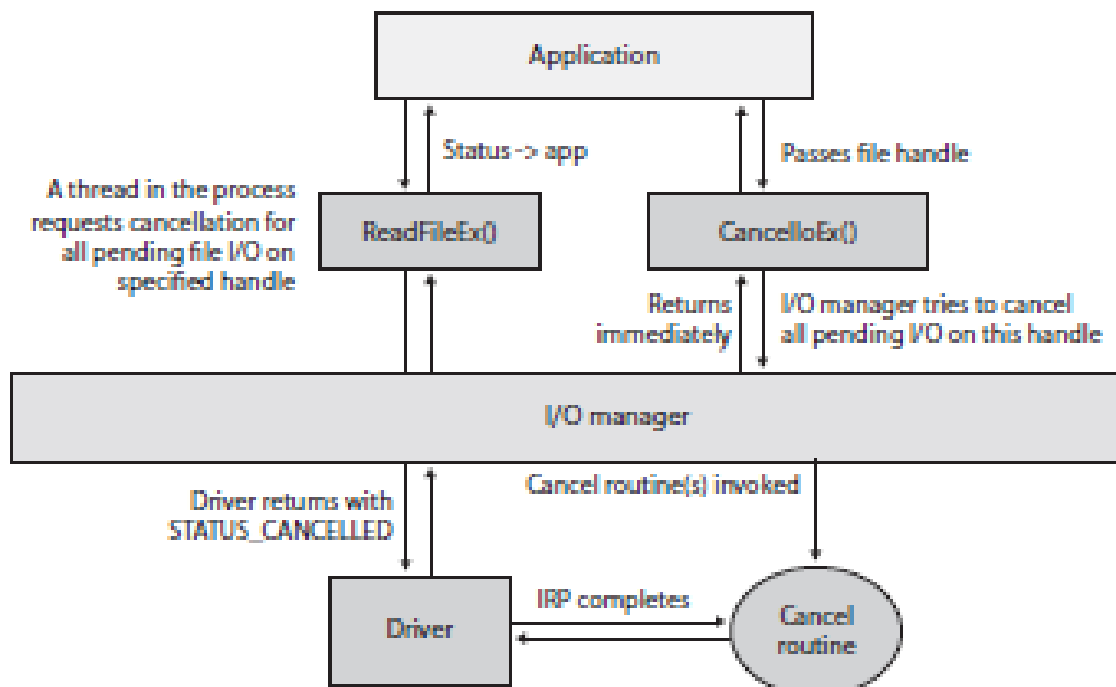 Application
Status -> app
Passes file handle
A thread in the process
requests cancellation for
all pending file I/O on
specified handle
ReadFileEx()
CancelIoEx()
Returns
immediately
I/O manager tries to cancel
all pending I/O on this handle
I/O manager
Driver returns with
STATUS_CANCELLED
Cancel routine(s) invoked
Driver
IRP completes
Cancel
routine